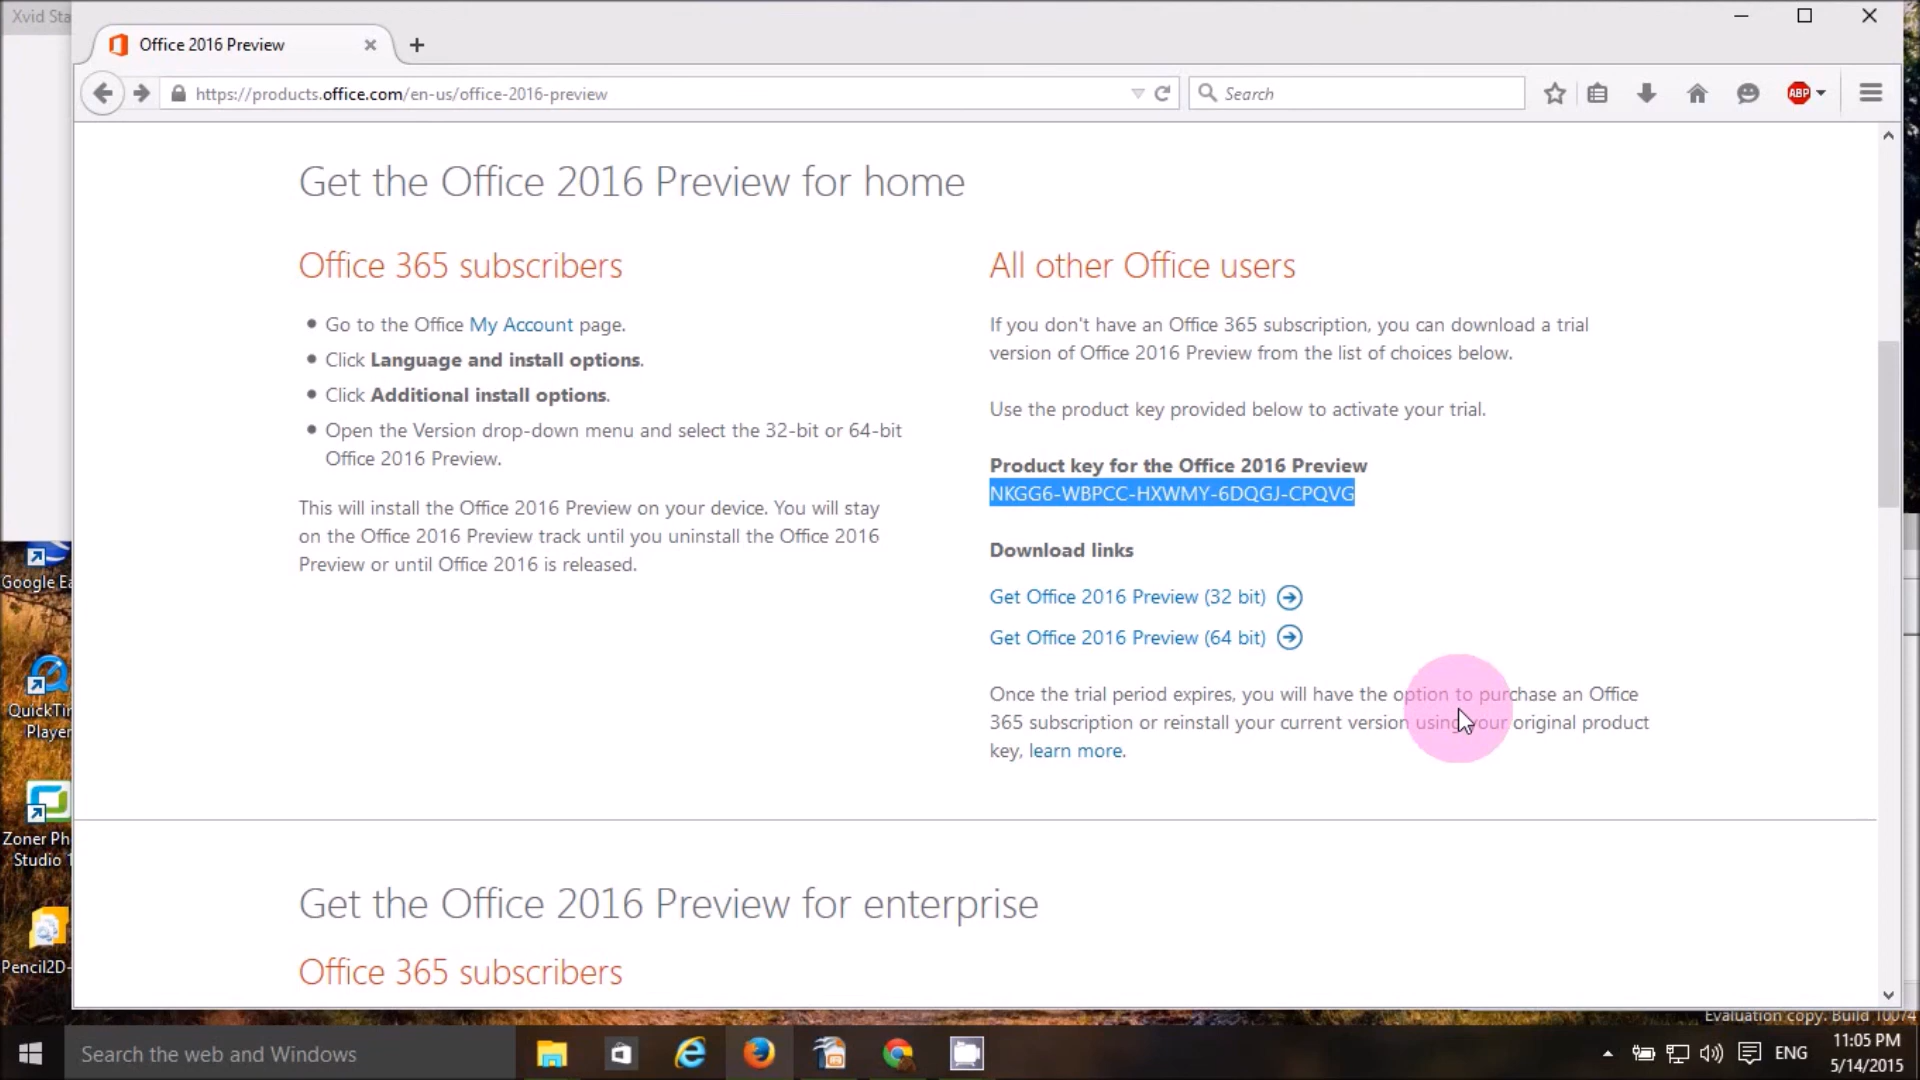 Xvid Sta
Office 2016 Preview
https://products.office.com/en-us/office-2016-preview
Search
ABP
Get the Office 2016 Preview for home
Office 365 subscribers
Go to the Office My Account page.
Click Language and install options.
Click Additional install options.
Open the Version drop-down menu and select the 32-bit or 64-bit
Office 2016 Preview.
This will install the Office 2016 Preview on your device. You will stay
on the Office 2016 Preview track until you uninstall the Office 2016
Preview or until Office 2016 is released.
All other Office users
If you don't have an Office 365 subscription, you can download a trial
version of Office 2016 Preview from the list of choices below.
Use the product key provided below to activate your trial.
Product key for the Office 2016 Preview
NKGG6-WBPCC-HXWMY-6DQGJ-CPQVG
Download links
Get Office 2016 Preview (32 bit)
Get Office 2016 Preview (64 bit)
Once the trial period expires, you will have the option to purchase an Office
365 subscription or reinstall your current version using your original product
key, learn more.
Get the Office 2016 Preview for enterprise
Office 365 subscribers
Google Ea
QuickTi
Player
Zoner Ph
Studio 1
Pencil2D-
Evaluation copy. Build 10074
Search the web and Windows
ENG
11:05 PM
5/14/2015